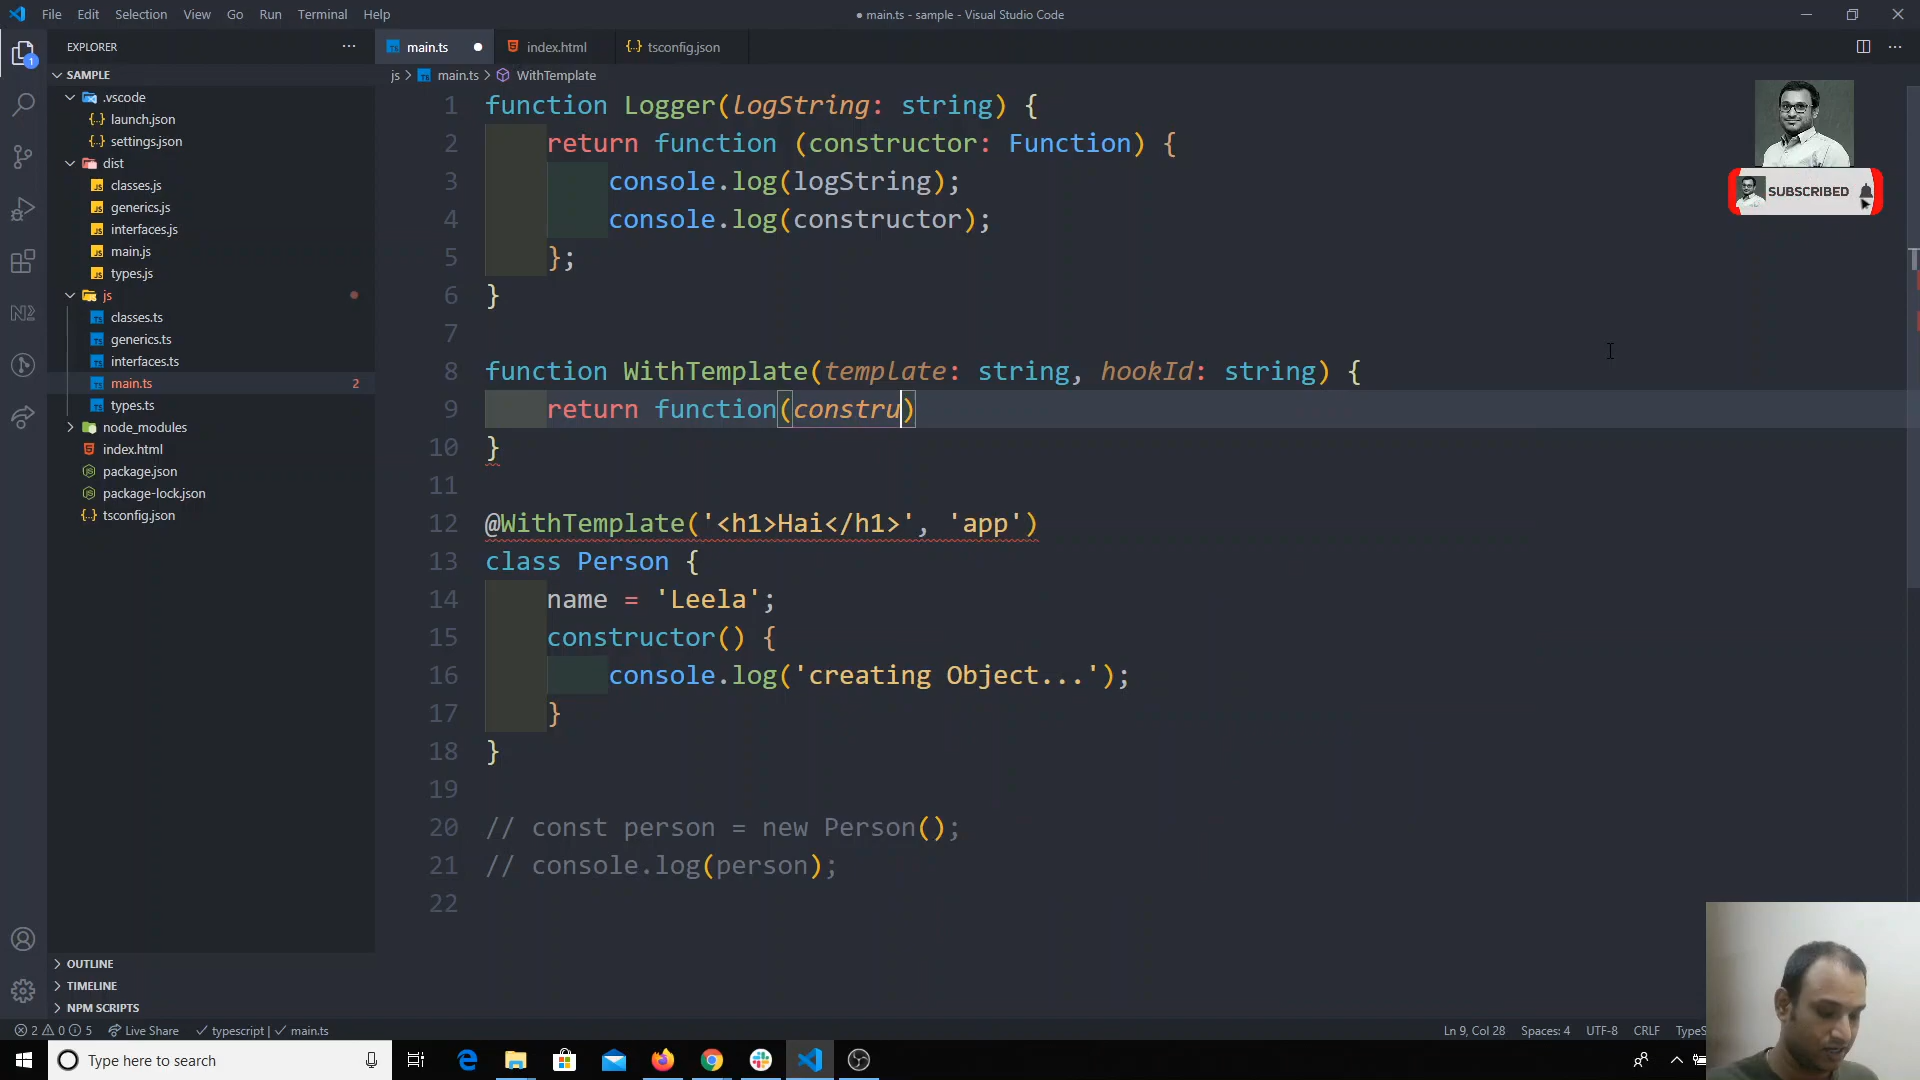 File Edit Selection View Go Run Terminal Help
● main.ts - sample - Visual Studio Code
EXPLORER
SAMPLE
.vscode
launch.json
settings.json
dist
classes.js
generics.js
interfaces.js
main.js
types.js
js
classes.ts
generics.ts
interfaces.ts
main.ts 2
types.ts
node_modules
index.html
package.json
package-lock.json
tsconfig.json
OUTLINE
TIMELINE
NPM SCRIPTS
main.ts index.html tsconfig.json
js > main.ts > WithTemplate
1 function Logger(logString: string) {
2 return function (constructor: Function) {
3 console.log(logString);
4 console.log(constructor);
5 };
6 }
7
8 function WithTemplate(template: string, hookId: string) {
9 return function(constru)
10 }
11
12 @WithTemplate('<h1>Hai</h1>', 'app')
13 class Person {
14 name = 'Leela';
15 constructor() {
16 console.log('creating Object...');
17 }
18 }
19
20 // const person = new Person();
21 // console.log(person);
22
SUBSCRIBED
2 0 5 Live Share ✓ typescript | ✓ main.ts
Ln 9, Col 28 Spaces: 4 UTF-8 CRLF TypeS
Type here to search